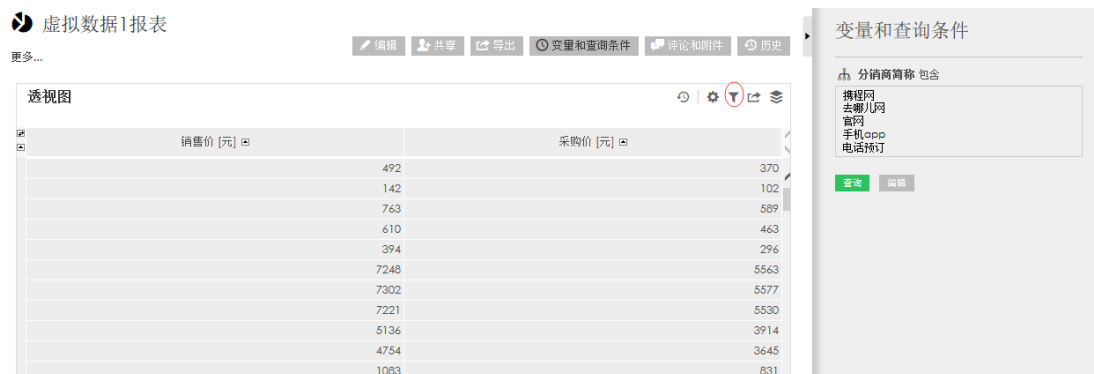 虚拟数据1报表
更多...
编辑 共享 导出 变量和查询条件 评论和附件 历史
透视图
销售价 [元] 采购价 [元]
492 370
142 102
763 589
610 463
394 296
7248 5563
7302 5577
7221 5530
5136 3914
4754 3645
1083 831
变量和查询条件
分销商简称 包含
携程网
去哪儿网
官网
手机app
电话预订
查询 编辑